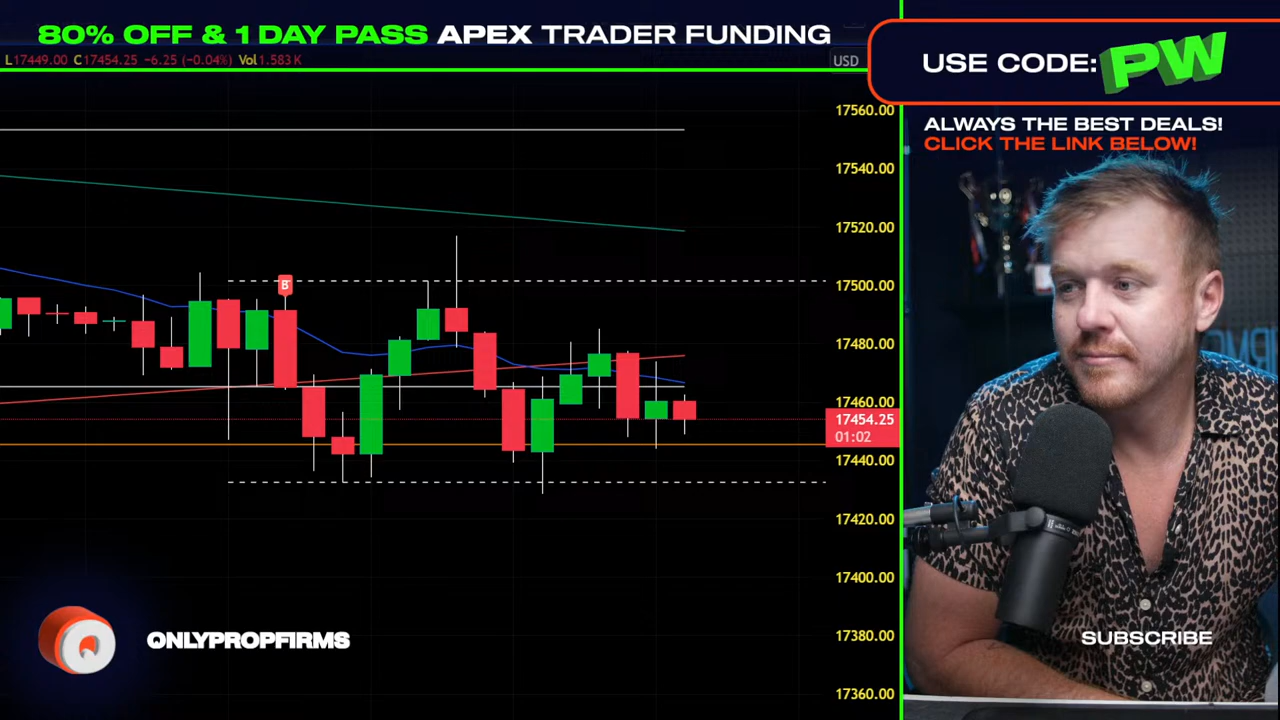 80% OFF & 1 DAY PASS APEX TRADER FUNDING
L17449.00 C17454.25 −6.25 (−0.04%) Vol1.583 K
USD
USE CODE: PW
ALWAYS THE BEST DEALS!
CLICK THE LINK BELOW!
17560.00
17540.00
17520.00
17500.00
B
17480.00
17460.00
17454.25
01:02
17440.00
17420.00
17400.00
17380.00
17360.00
ONLYPROPFIRMS
SUBSCRIBE